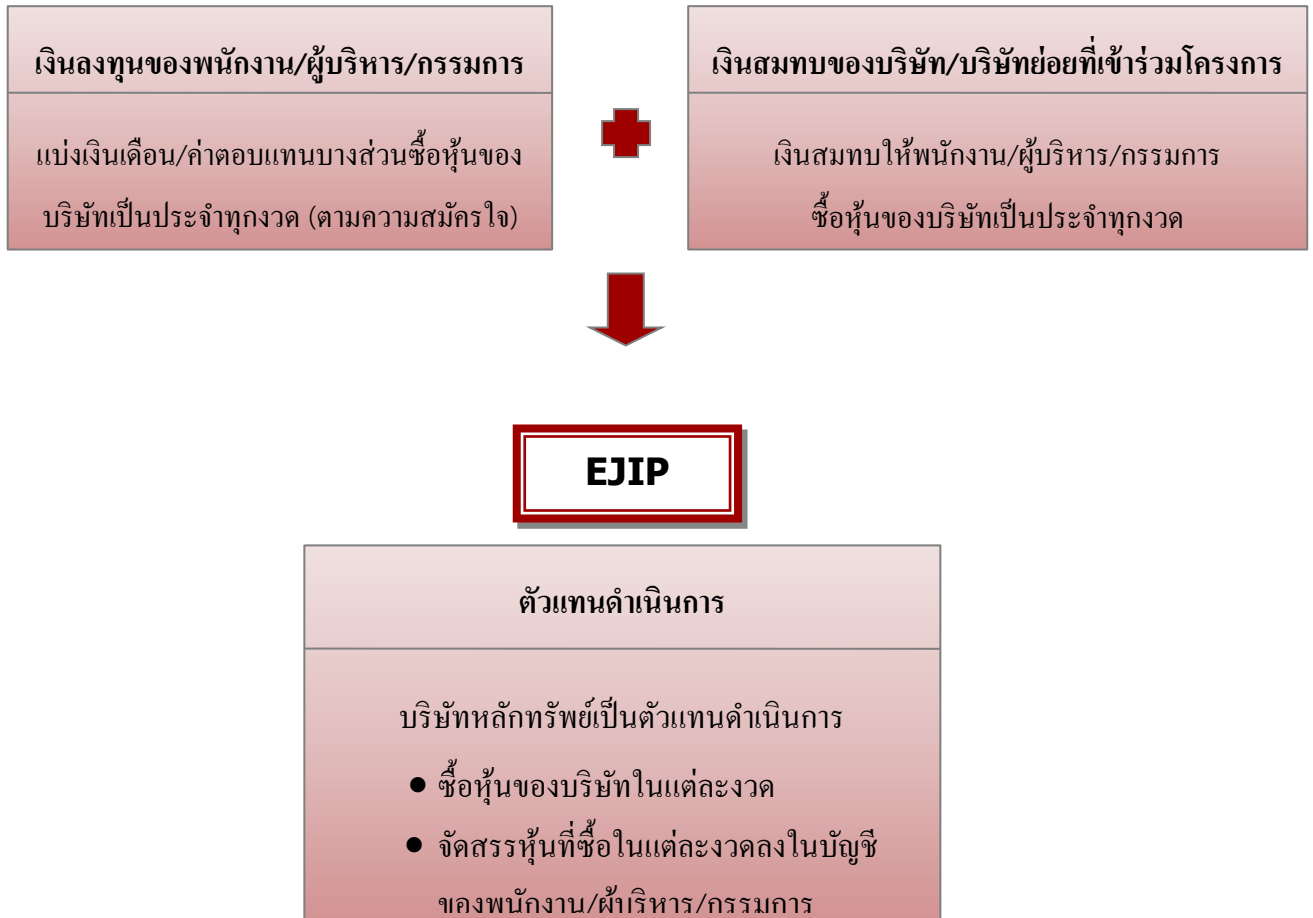 เงินลงทุนของพนักงาน/ผู้บริหาร/กรรมการ
แบ่งเงินเดือน/ค่าตอบแทนบางส่วนซื้อหุ้นของ
บริษัทเป็นประจำทุกงวด (ตามความสมัครใจ)
เงินสมทบของบริษัท/บริษัทย่อยที่เข้าร่วมโครงการ
เงินสมทบให้พนักงาน/ผู้บริหาร/กรรมการ
ซื้อหุ้นของบริษัทเป็นประจำทุกงวด
EJIP
ตัวแทนดำเนินการ
บริษัทหลักทรัพย์เป็นตัวแทนดำเนินการ
● ซื้อหุ้นของบริษัทในแต่ละงวด
● จัดสรรหุ้นที่ซื้อในแต่ละงวดลงในบัญชี
ของพนักงาน/ผู้บริหาร/กรรมการ